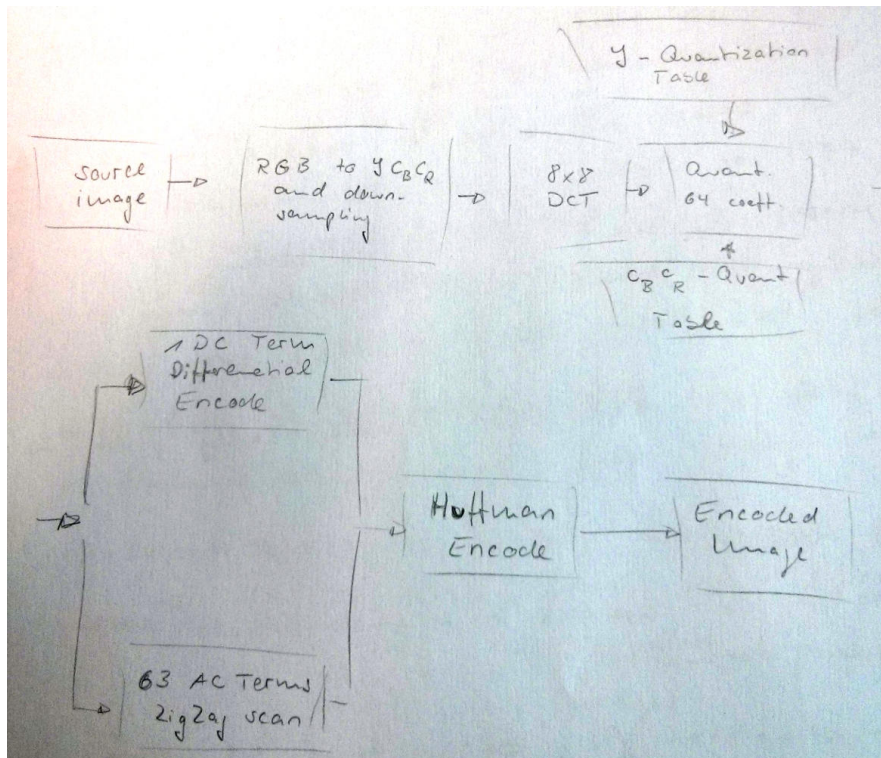 Y - Quantization
Table
source
image
RGB to YCBCR
and down-
sampling
8x8
DCT
Quant.
64 coeff.
CBCR - Quant
Table
1 DC Term
Differential
Encode
Huffman
Encode
Encoded
Image
63 AC Terms
ZigZag scan